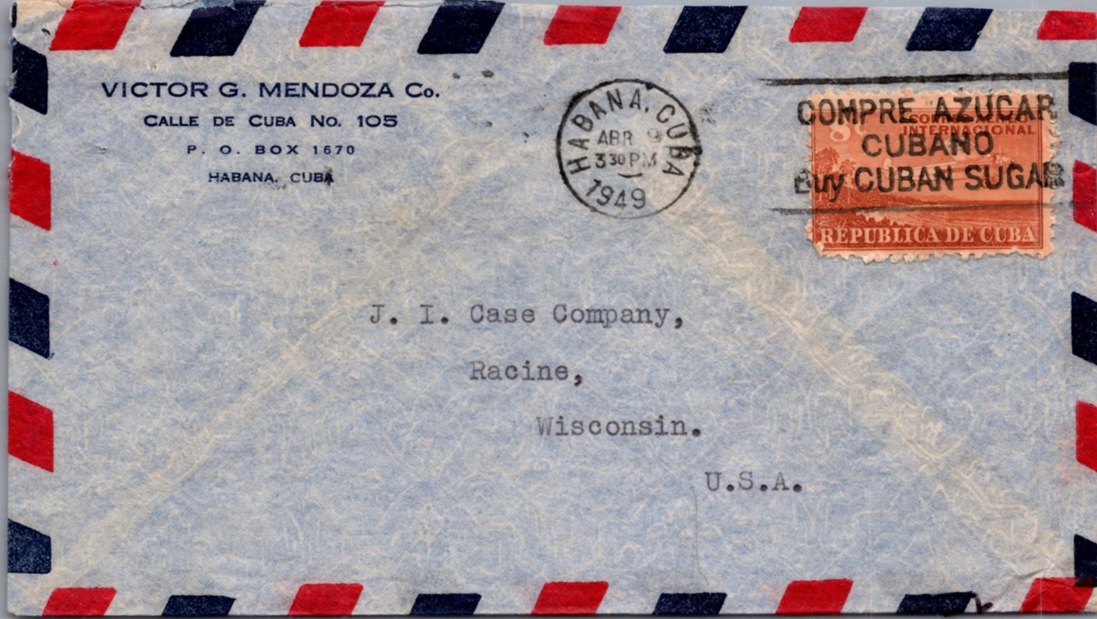 VICTOR G. MENDOZA Co.
CALLE DE CUBA No. 105
P. O. BOX 1670
HABANA, CUBA
HABANA, CUBA
ABR
3 30 PM
1949
COMPRE AZUCAR
CUBANO
Buy CUBAN SUGAR
8¢
INTERNACIONAL
REPUBLICA DE CUBA
J. I. Case Company,
Racine,
Wisconsin.
U.S.A.